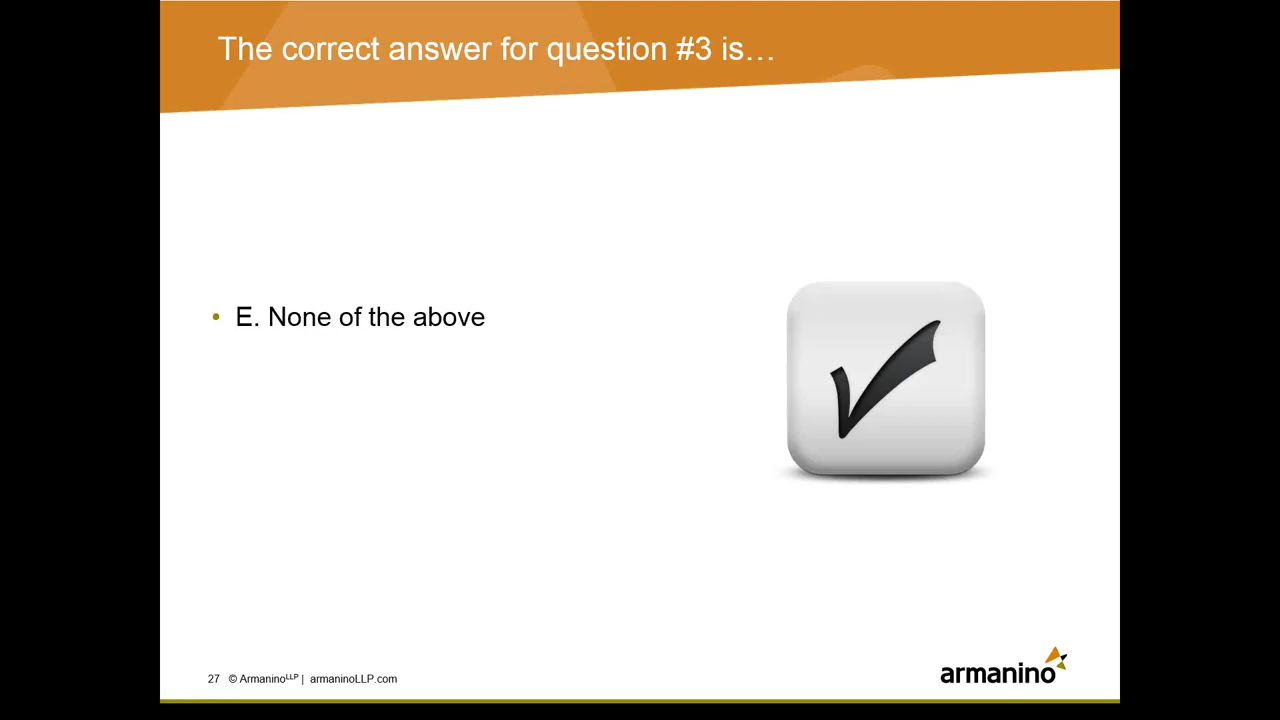 The correct answer for question #3 is…
• E. None of the above
27 © ArmaninoLLP | armaninoLLP.com
armanino